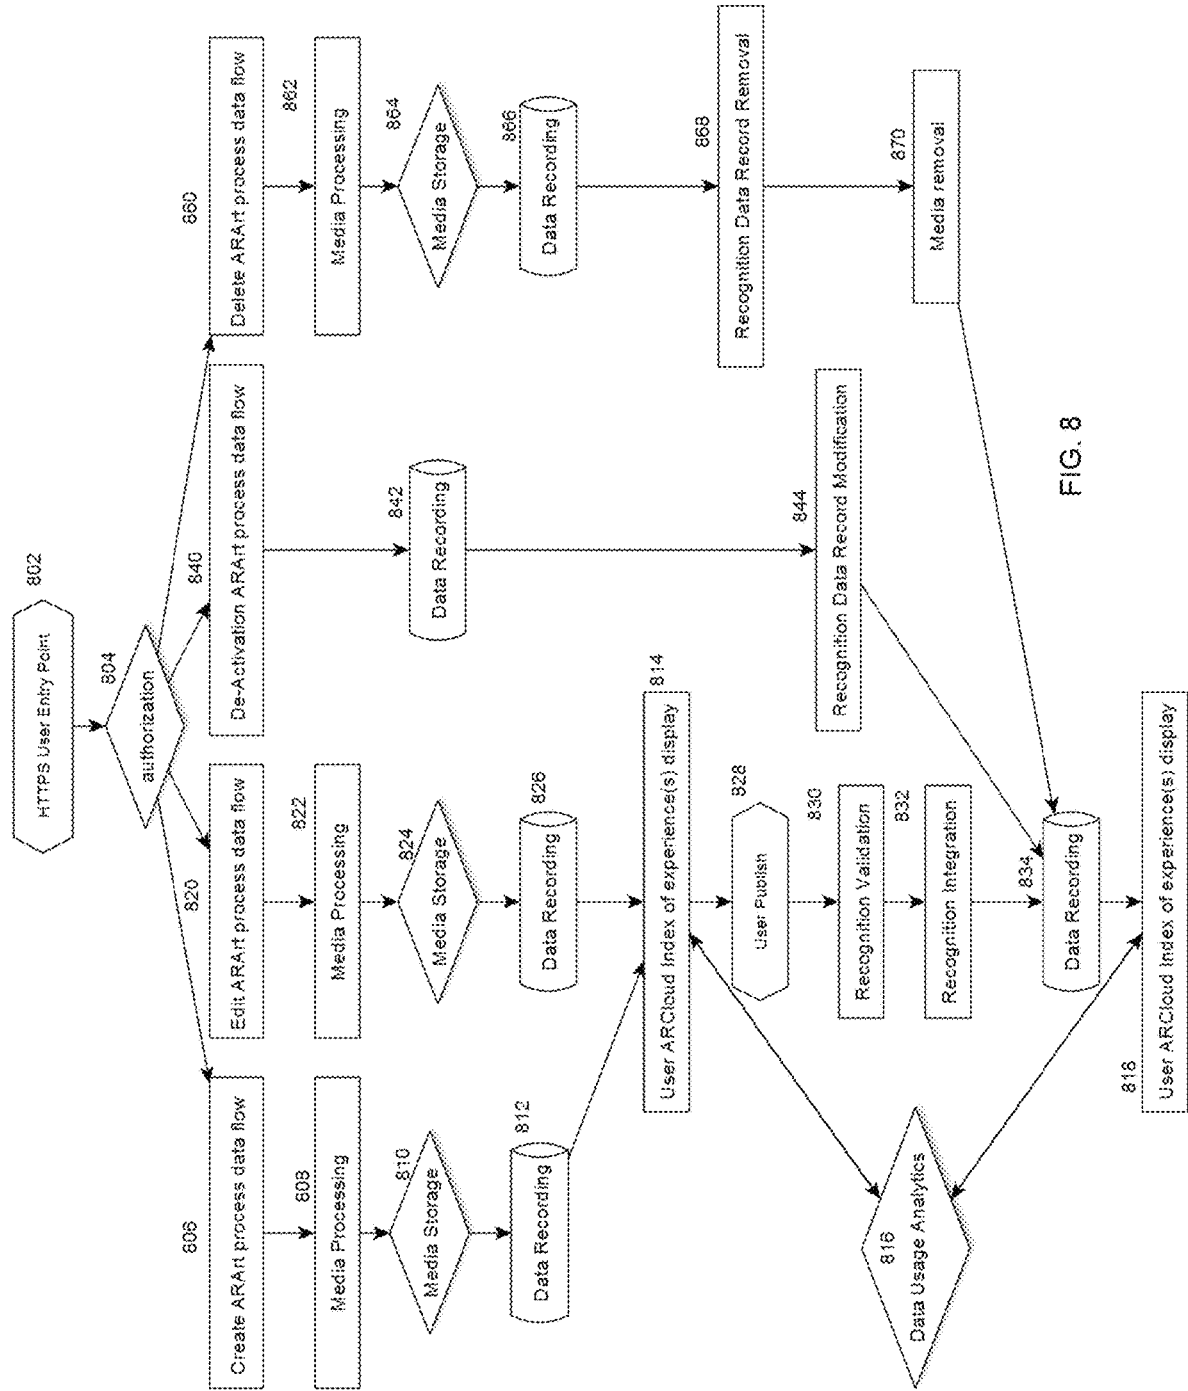 HTTPS User Entry Point
802
authorization
804
Create ARArt process data flow
806
Media Processing
808
Media Storage
810
Data Recording
812
Edit ARArt process data flow
820
Media Processing
822
Media Storage
824
Data Recording
826
De-Activation ARArt process data flow
840
Data Recording
842
Recognition Data Record Modification
844
Delete ARArt process data flow
860
Media Processing
862
Media Storage
864
Data Recording
866
Recognition Data Record Removal
868
Media removal
870
User ARCloud Index of experience(s) display
814
User Publish
828
Recognition Validation
830
Recognition Integration
832
Data Recording
834
Data Usage Analytics
816
User ARCloud Index of experience(s) display
818
FIG. 8